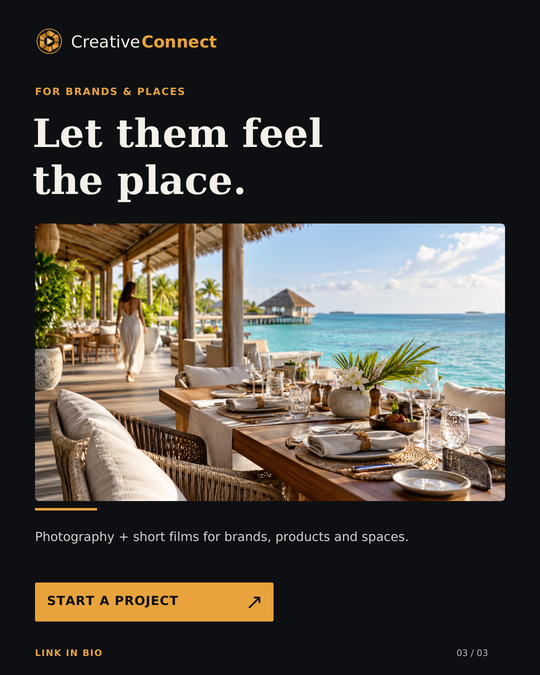 CreativeConnect
FOR BRANDS & PLACES
Let them feel
the place.
Photography + short films for brands, products and spaces.
START A PROJECT ↗
LINK IN BIO
03 / 03